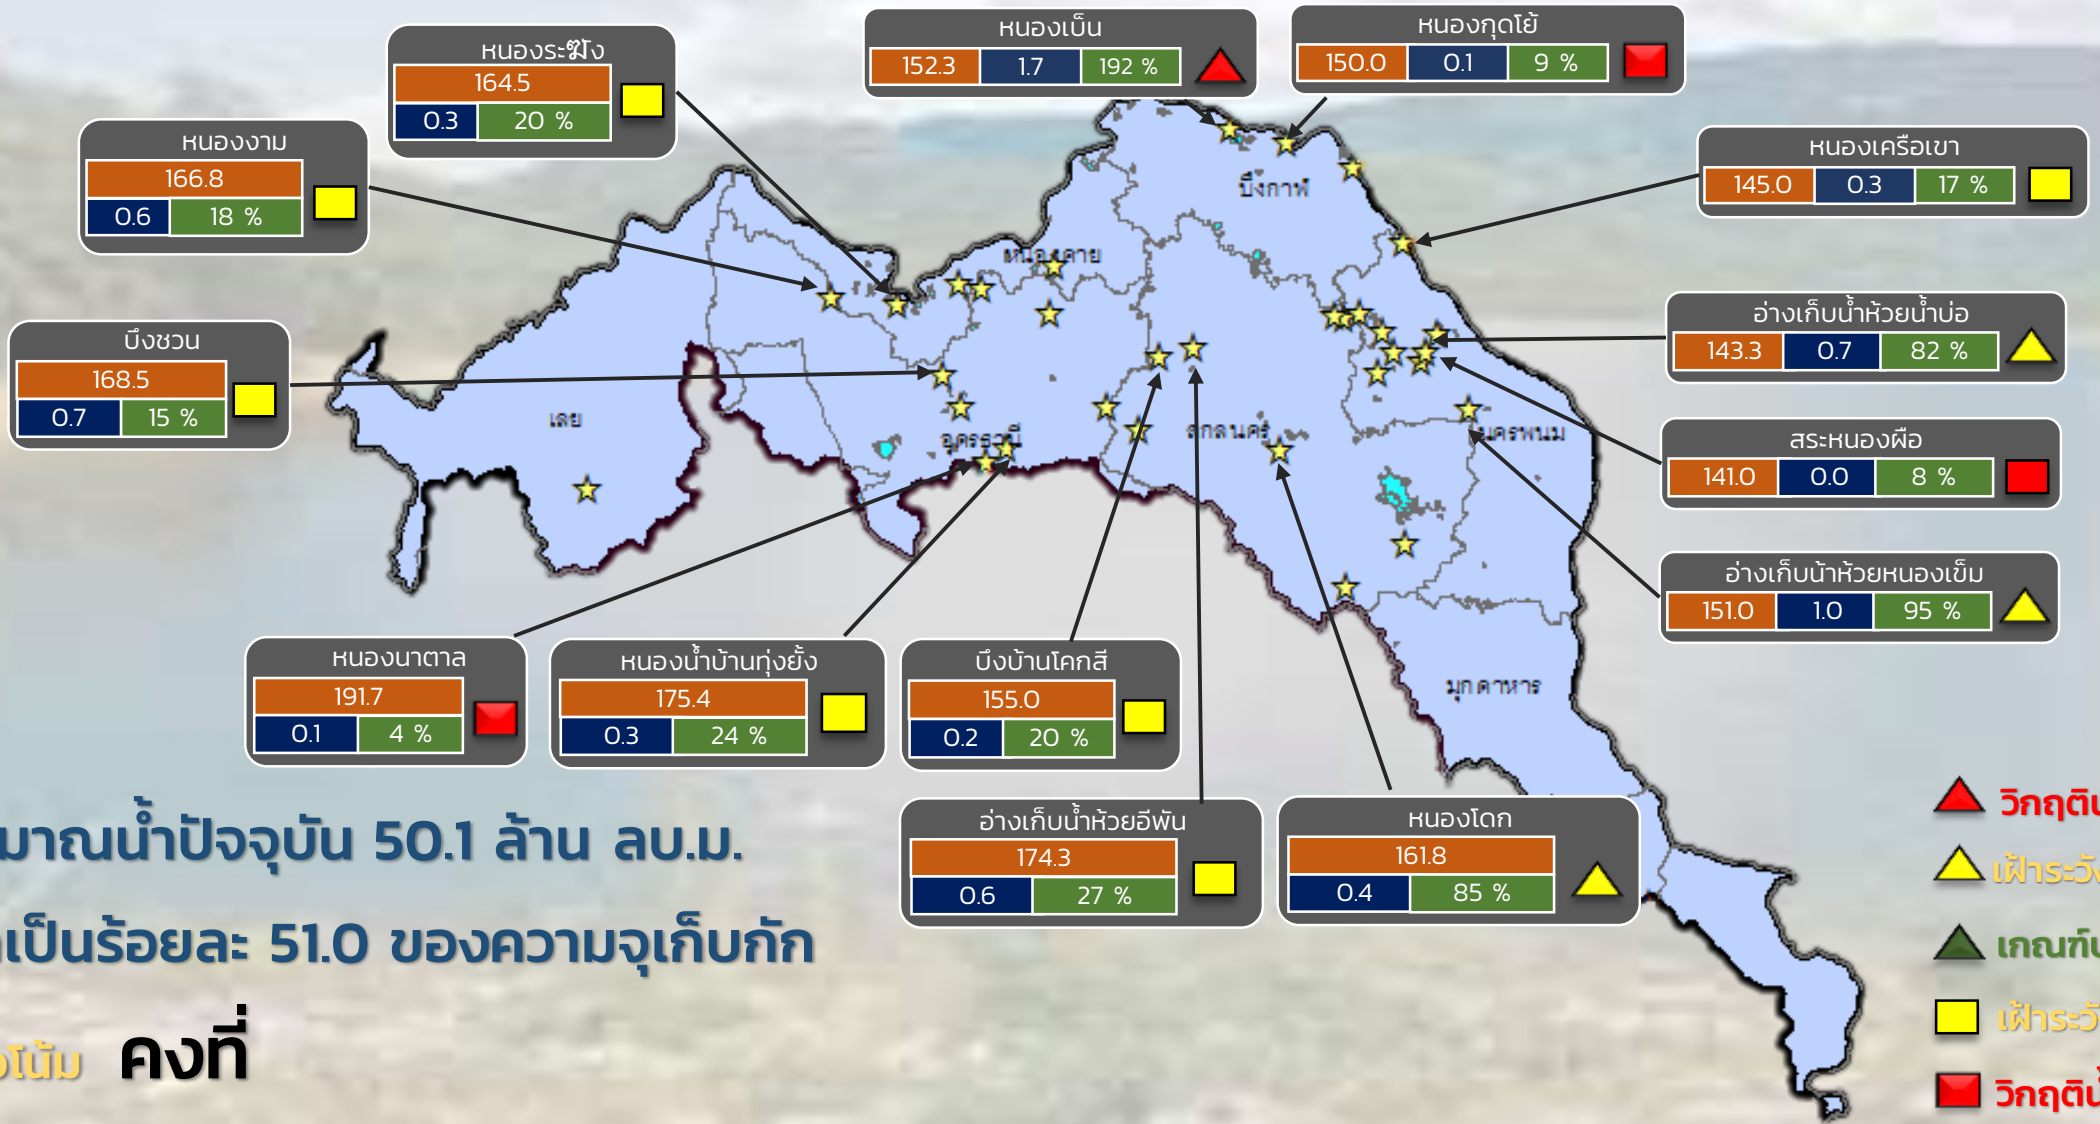 หนองเบ็น
152.3 1.7 192 %
หนองกุดโย้
150.0 0.1 9 %
หนองระฆัง
164.5
0.3 20 %
หนองงาม
166.8
0.6 18 %
หนองเครือเขา
145.0 0.3 17 %
บึงชวน
168.5
0.7 15 %
อ่างเก็บน้ำห้วยน้ำบ่อ
143.3 0.7 82 %
สระหนองผือ
141.0 0.0 8 %
อ่างเก็บน้ำห้วยหนองเข็ม
151.0 1.0 95 %
บึงกาฬ
หนองคาย
เลย
อุดรธานี
สกลนคร
นครพนม
มุกดาหาร
หนองนาตาล
191.7
0.1 4 %
หนองน้ำบ้านทุ่งยั้ง
175.4
0.3 24 %
บึงบ้านโคกสี
155.0
0.2 20 %
อ่างเก็บน้ำห้วยอีพัน
174.3
0.6 27 %
หนองโดก
161.8
0.4 85 %
มาณน้ำปัจจุบัน 50.1 ล้าน ลบ.ม.
เป็นร้อยละ 51.0 ของความจุเก็บกัก
โน้ม คงที่
วิกฤติ
เฝ้าระวัง
เกณฑ์
เฝ้าระวั
วิกฤติ